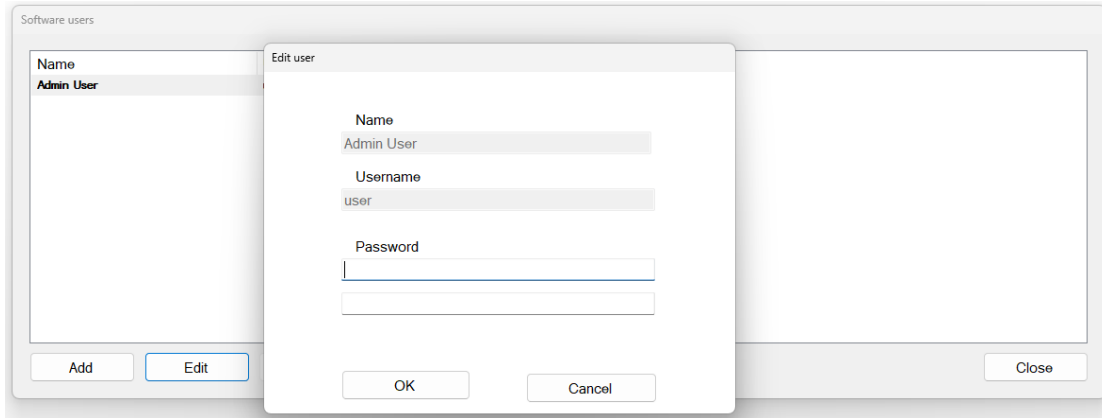 Software users
Edit user
Name
Admin User
Name
Admin User
Username
user
Password
Add
Edit
OK
Cancel
Close